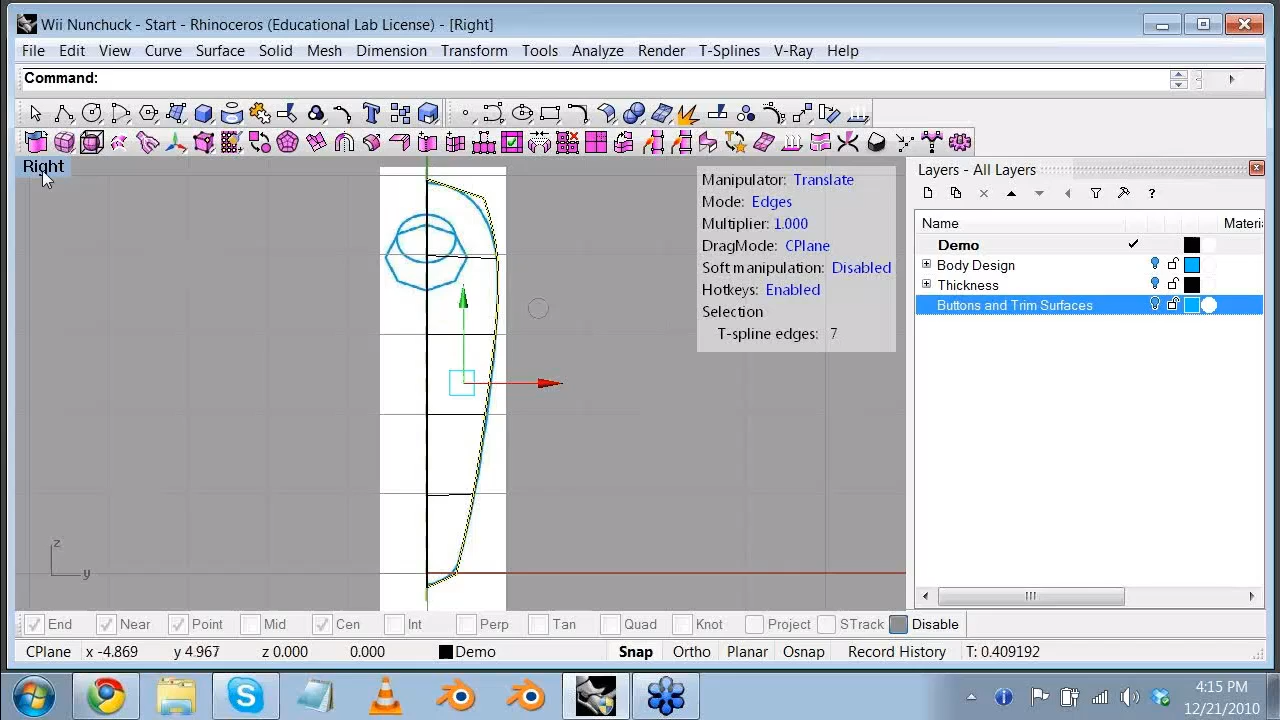 Wii Nunchuck - Start - Rhinoceros (Educational Lab License) - [Right]
File Edit View Curve Surface Solid Mesh Dimension Transform Tools Analyze Render T-Splines V-Ray Help
Command:
Right
Manipulator: Translate
Mode: Edges
Multiplier: 1.000
DragMode: CPlane
Soft manipulation: Disabled
Hotkeys: Enabled
Selection
T-spline edges: 7
z
y
Layers - All Layers
Name Materi
Demo
Body Design
Thickness
Buttons and Trim Surfaces
End Near Point Mid Cen Int Perp Tan Quad Knot Project STrack Disable
CPlane x -4.869 y 4.967 z 0.000 0.000 Demo Snap Ortho Planar Osnap Record History T: 0.409192
4:15 PM
12/21/2010